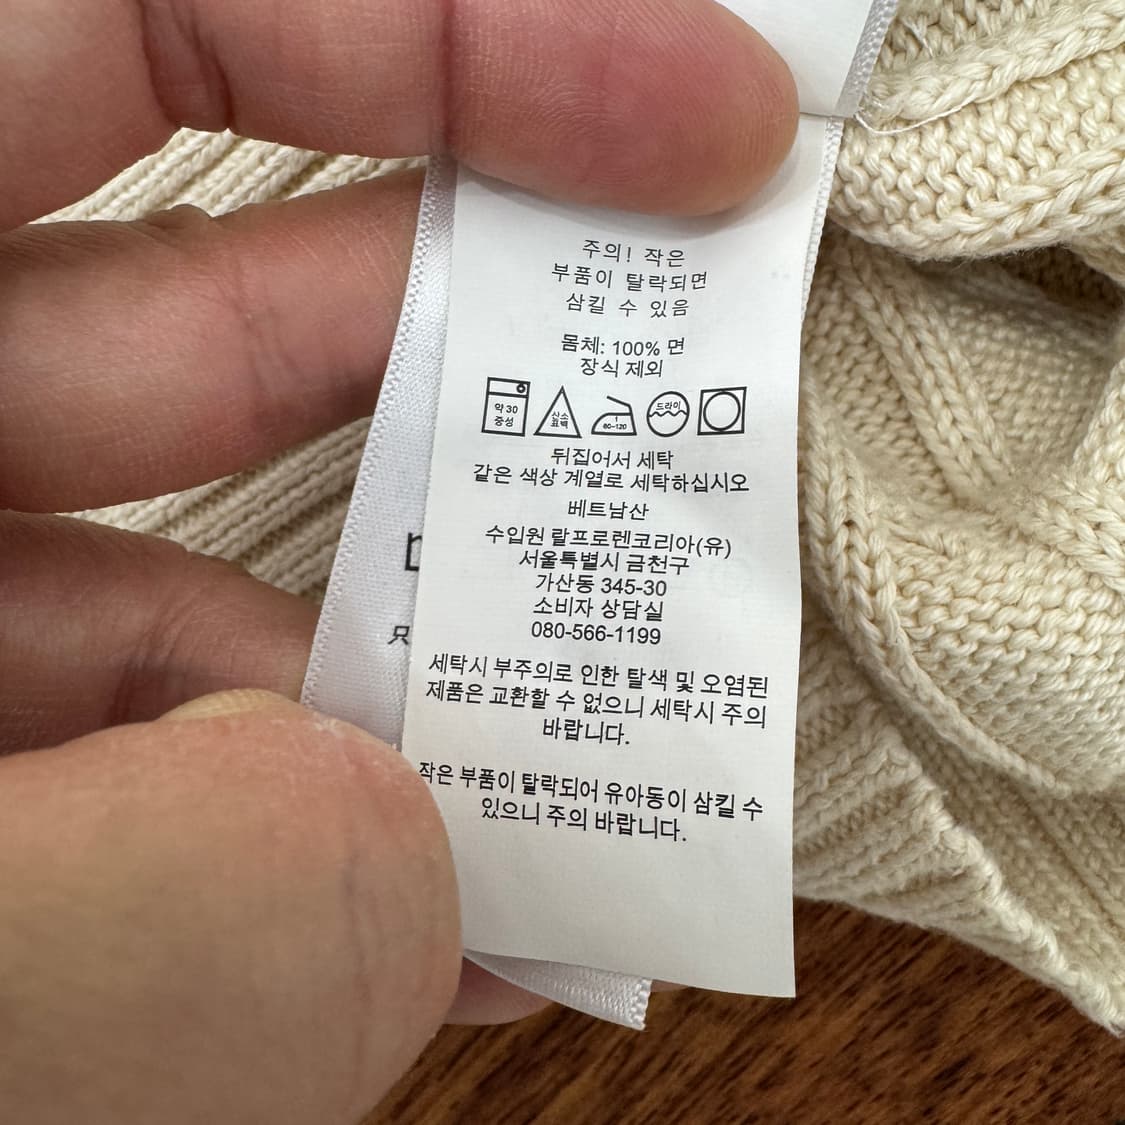 주의! 작은
부품이 탈락되면
삼킬 수 있음
몸체: 100% 면
장식 제외
약 30
중성
산소
표백
1
80-120
드라이
뒤집어서 세탁
같은 색상 계열로 세탁하십시오
베트남산
수입원 랄프로렌코리아(유)
서울특별시 금천구
가산동 345-30
소비자 상담실
080-566-1199
세탁시 부주의로 인한 탈색 및 오염된
제품은 교환할 수 없으니 세탁시 주의
바랍니다.
작은 부품이 탈락되어 유아동이 삼킬 수
있으니 주의 바랍니다.
只